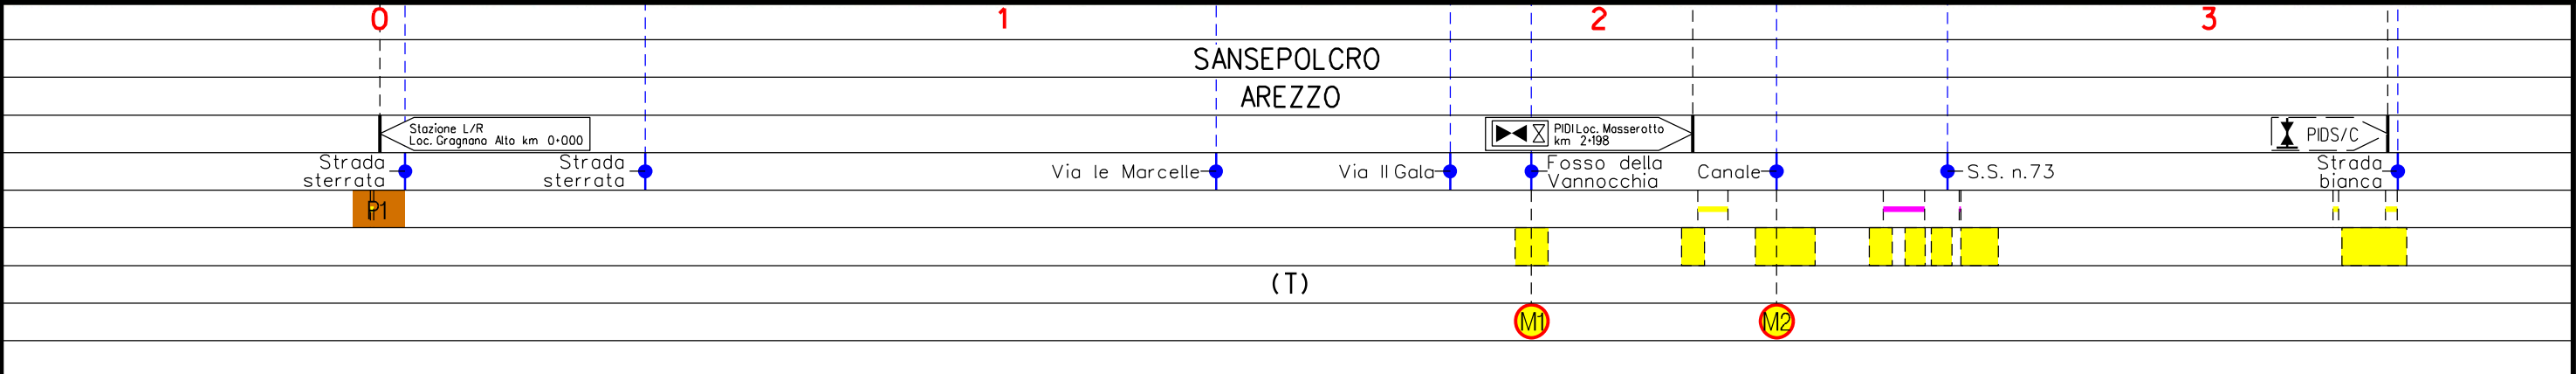 0 1 2 3
SANSEPOLCRO
AREZZO
Stazione L/R
Loc. Gragnano Alto km 0+000
PIDI Loc. Masserotto
km 2+198
PIDS/C
Strada
sterrata
Strada
sterrata
Via le Marcelle
Via II Gala
Fosso della
Vannocchia
Canale
S.S. n.73
Strada
bianca
P1
(T)
M1 M2